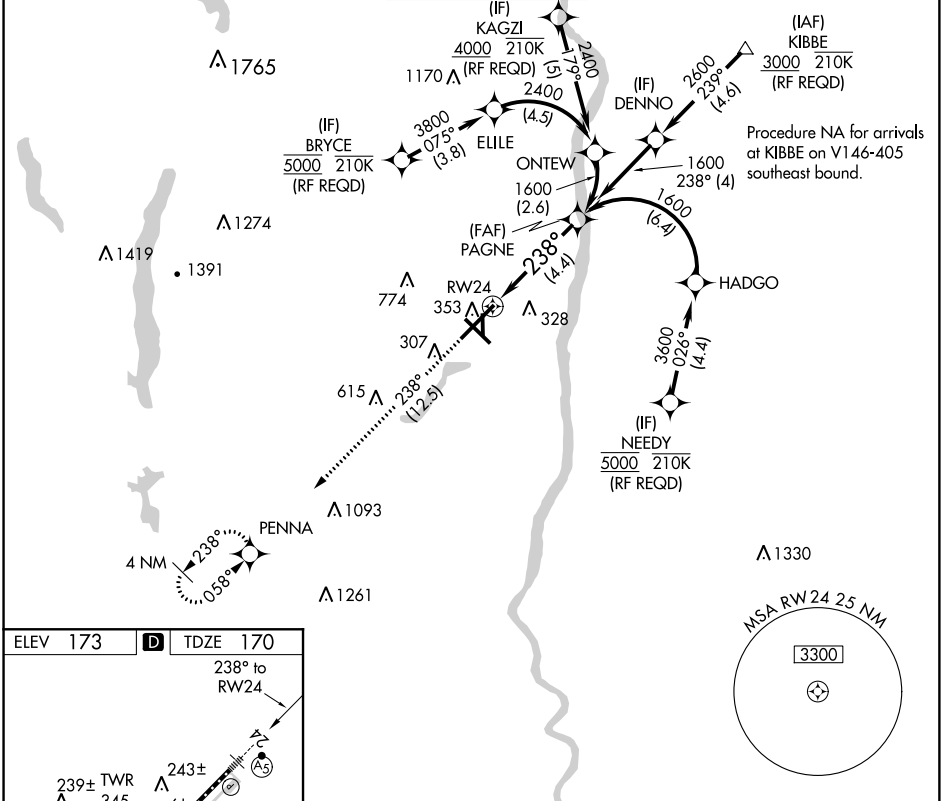 (IF)
KAGZI
4000 210K
(RF REQD)
2400
179°
(5)
(IAF)
KIBBE
3000 210K
(RF REQD)
2600
239°
(4.6)
1765
1170
(IF)
DENNO
2400
(4.5)
3800
075°
(3.8)
ELILE
(IF)
BRYCE
5000 210K
(RF REQD)
Procedure NA for arrivals
at KIBBE on V146-405
southeast bound.
ONTEW
1600
238° (4)
1600
(2.6)
1600
(6.4)
(FAF)
PAGNE
1274
1419
1391
238°
(4.4)
HADGO
774
RW24
353
328
307
3600
026°
(4.4)
615
238°
(12.5)
(IF)
NEEDY
5000 210K
(RF REQD)
1093
PENNA
4 NM
238°
058°
1330
1261
MSA RW24 25 NM
3300
ELEV 173 D TDZE 170
238° to
RW24
24
A5
P
239± TWR
243±
345